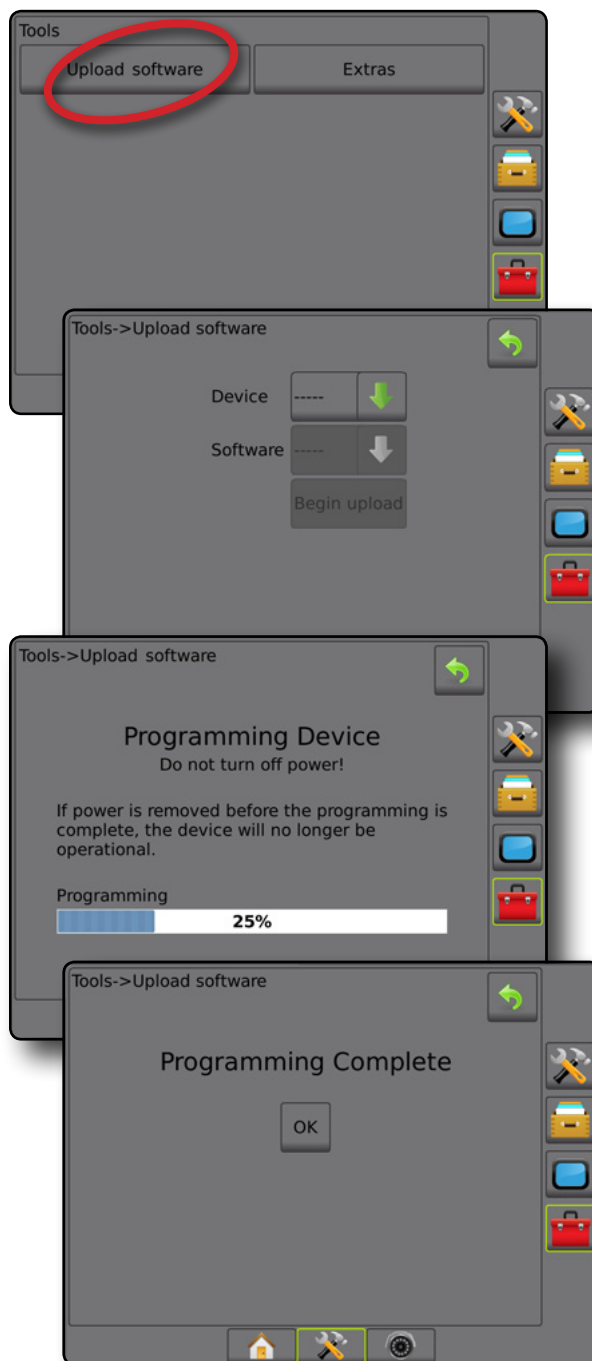 Tools
Upload software
Extras
Tools->Upload software
Device
-----
Software
-----
Begin upload
Tools->Upload software
Programming Device
Do not turn off power!
If power is removed before the programming is
complete, the device will no longer be
operational.
Programming
25%
Tools->Upload software
Programming Complete
OK